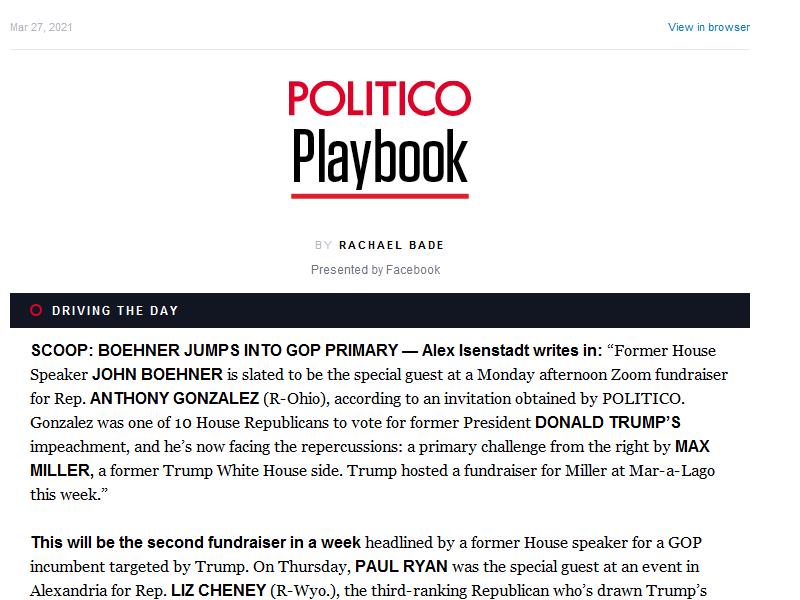 Mar 27, 2021
View in browser
POLITICO
Playbook
BY RACHAEL BADE
Presented by Facebook
DRIVING THE DAY
SCOOP: BOEHNER JUMPS INTO GOP PRIMARY — Alex Isenstadt writes in: “Former House
Speaker JOHN BOEHNER is slated to be the special guest at a Monday afternoon Zoom fundraiser
for Rep. ANTHONY GONZALEZ (R-Ohio), according to an invitation obtained by POLITICO.
Gonzalez was one of 10 House Republicans to vote for former President DONALD TRUMP’S
impeachment, and he’s now facing the repercussions: a primary challenge from the right by MAX
MILLER, a former Trump White House side. Trump hosted a fundraiser for Miller at Mar-a-Lago
this week.”
This will be the second fundraiser in a week headlined by a former House speaker for a GOP
incumbent targeted by Trump. On Thursday, PAUL RYAN was the special guest at an event in
Alexandria for Rep. LIZ CHENEY (R-Wyo.), the third-ranking Republican who’s drawn Trump’s